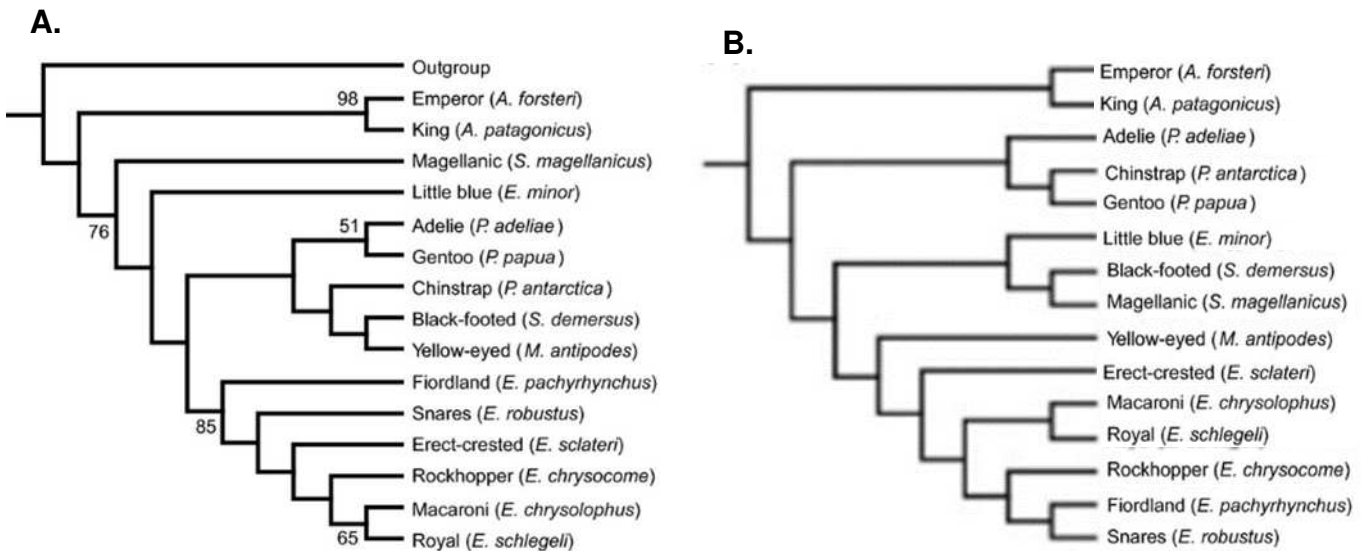 A.
Outgroup
98
Emperor (A. forsteri)
King (A. patagonicus)
Magellanic (S. magellanicus)
Little blue (E. minor)
76
51
Adelie (P. adeliae)
Gentoo (P. papua)
Chinstrap (P. antarctica)
Black-footed (S. demersus)
Yellow-eyed (M. antipodes)
Fiordland (E. pachyrhynchus)
85
Snares (E. robustus)
Erect-crested (E. sclateri)
Rockhopper (E. chrysocome)
Macaroni (E. chrysolophus)
65
Royal (E. schlegeli)
B.
Emperor (A. forsteri)
King (A. patagonicus)
Adelie (P. adeliae)
Chinstrap (P. antarctica)
Gentoo (P. papua)
Little blue (E. minor)
Black-footed (S. demersus)
Magellanic (S. magellanicus)
Yellow-eyed (M. antipodes)
Erect-crested (E. sclateri)
Macaroni (E. chrysolophus)
Royal (E. schlegeli)
Rockhopper (E. chrysocome)
Fiordland (E. pachyrhynchus)
Snares (E. robustus)